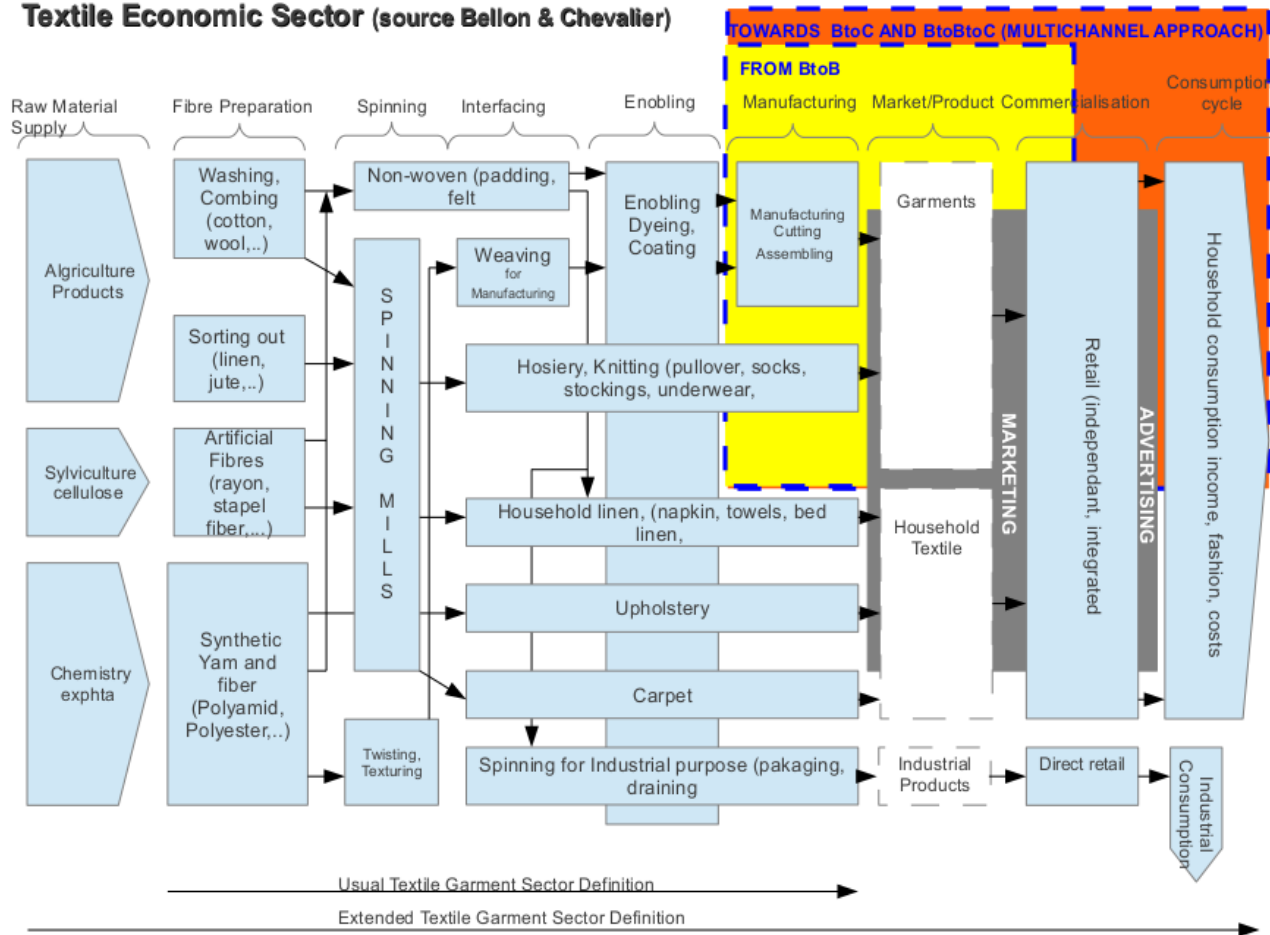 Textile Economic Sector (source Bellon & Chevalier)
TOWARDS BtoC AND BtoBtoC (MULTICHANNEL APPROACH)
FROM BtoB
Raw Material
Supply
Fibre Preparation
Spinning
Interfacing
Enobling
Manufacturing
Market/Product
Commercialisation
Consumption
cycle
Algriculture
Products
Sylviculture
cellulose
Chemistry
exphta
Washing,
Combing
(cotton,
wool,..)
Sorting out
(linen,
jute,..)
Artificial
Fibres
(rayon,
stapel
fiber,...)
Synthetic
Yam and
fiber
(Polyamid,
Polyester,..)
SPINNING MILLS
Twisting,
Texturing
Non-woven (padding,
felt
Weaving
for
Manufacturing
Enobling
Dyeing,
Coating
Manufacturing
Cutting
Assembling
Hosiery, Knitting (pullover, socks,
stockings, underwear,
Household linen, (napkin, towels, bed
linen,
Upholstery
Carpet
Spinning for Industrial purpose (pakaging,
draining
Garments
Household
Textile
Industrial
Products
MARKETING
Retail (independant, integrated
Direct retail
ADVERTISING
Household consumption income, fashion, costs
Industrial
Consumption
Usual Textile Garment Sector Definition
Extended Textile Garment Sector Definition